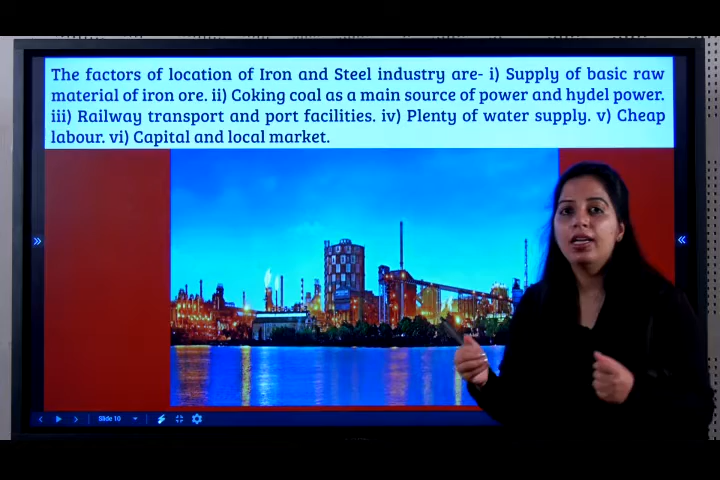 The factors of location of Iron and Steel industry are- i) Supply of basic raw
material of iron ore. ii) Coking coal as a main source of power and hydel power.
iii) Railway transport and port facilities. iv) Plenty of water supply. v) Cheap
labour. vi) Capital and local market.
Slide 10